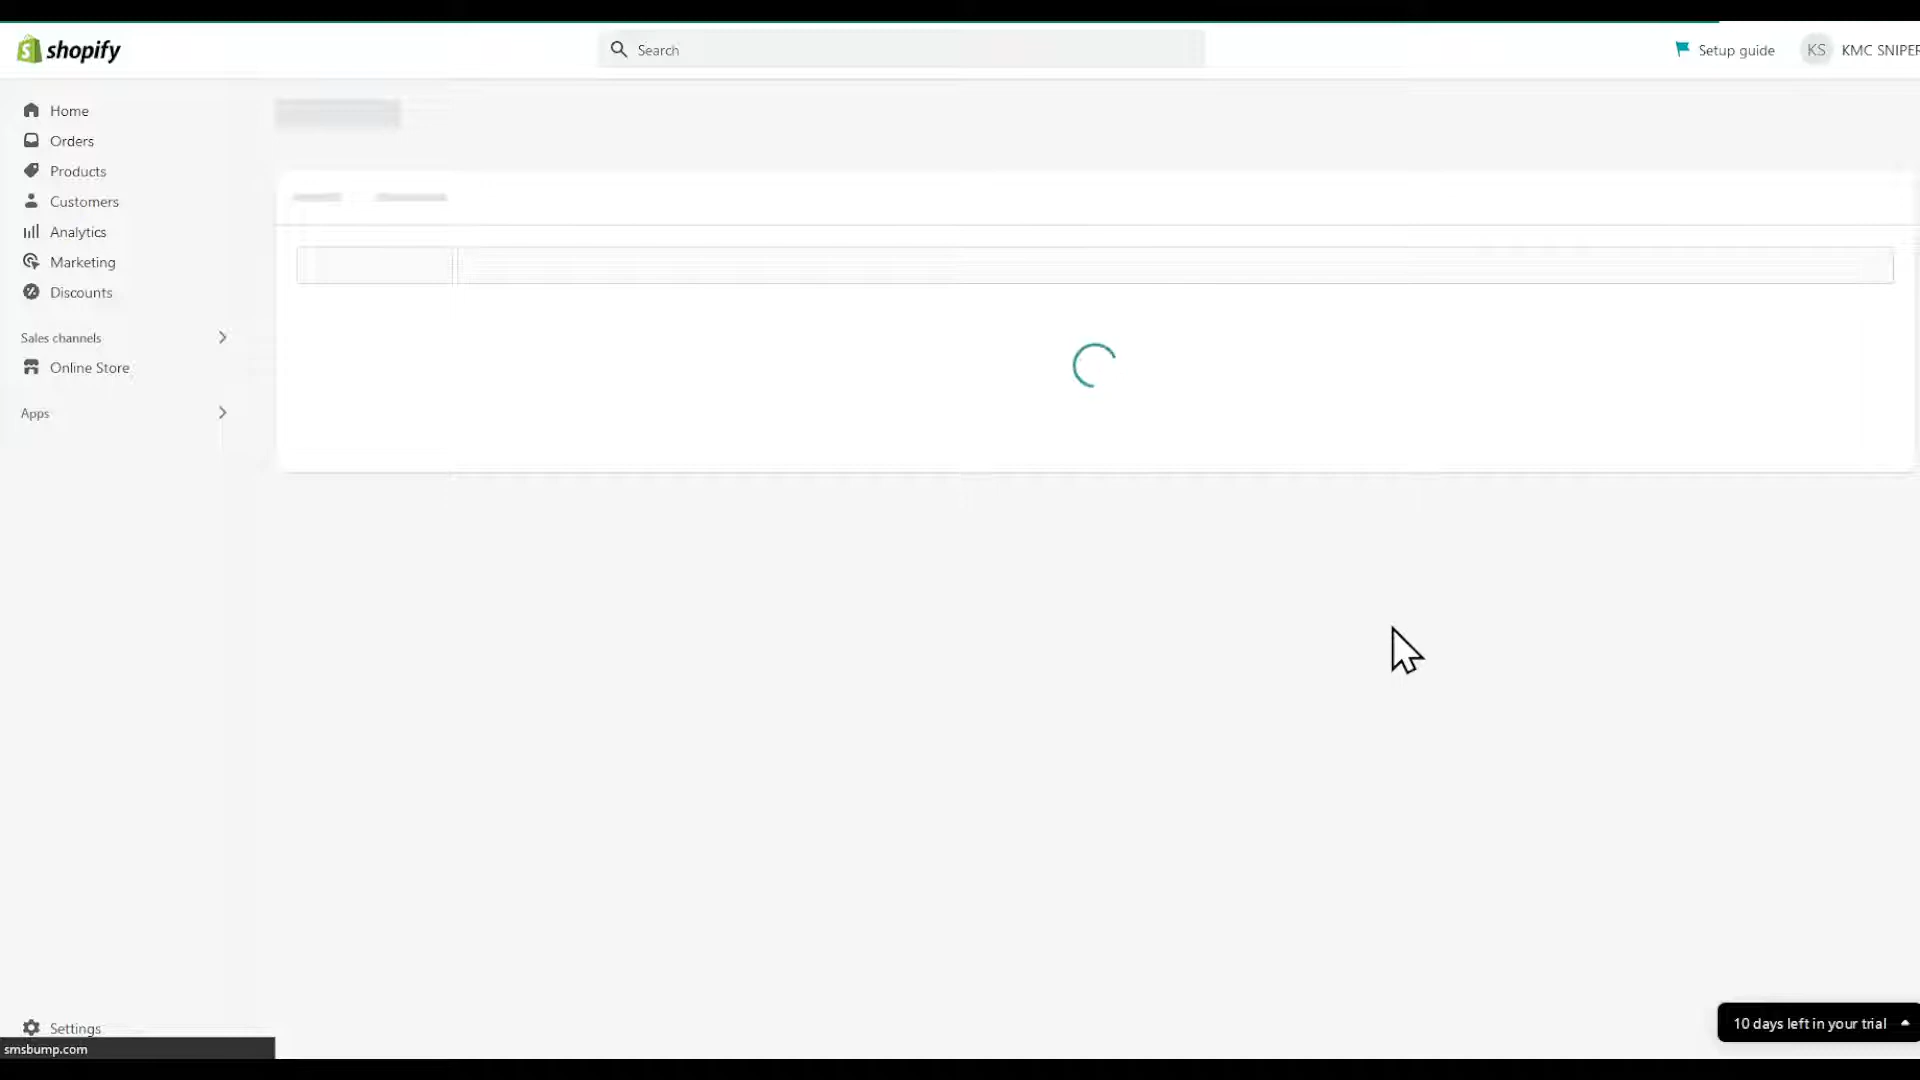 shopify
Search
Setup guide
KS
KMC SNIPER
Home
Orders
Products
Customers
Analytics
Marketing
Discounts
Sales channels
Online Store
Apps
Settings
10 days left in your trial
smsbump.com